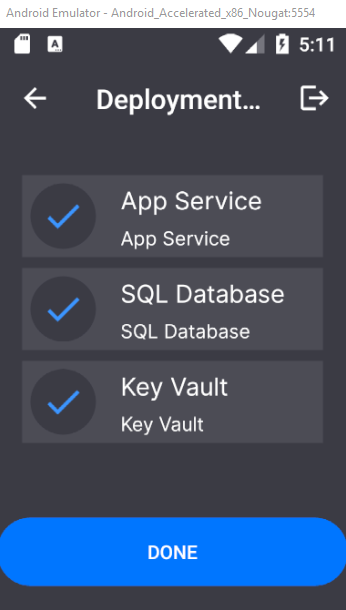 Android Emulator - Android_Accelerated_x86_Nougat:5554
A
5:11
Deployment...
App Service
App Service
SQL Database
SQL Database
Key Vault
Key Vault
DONE